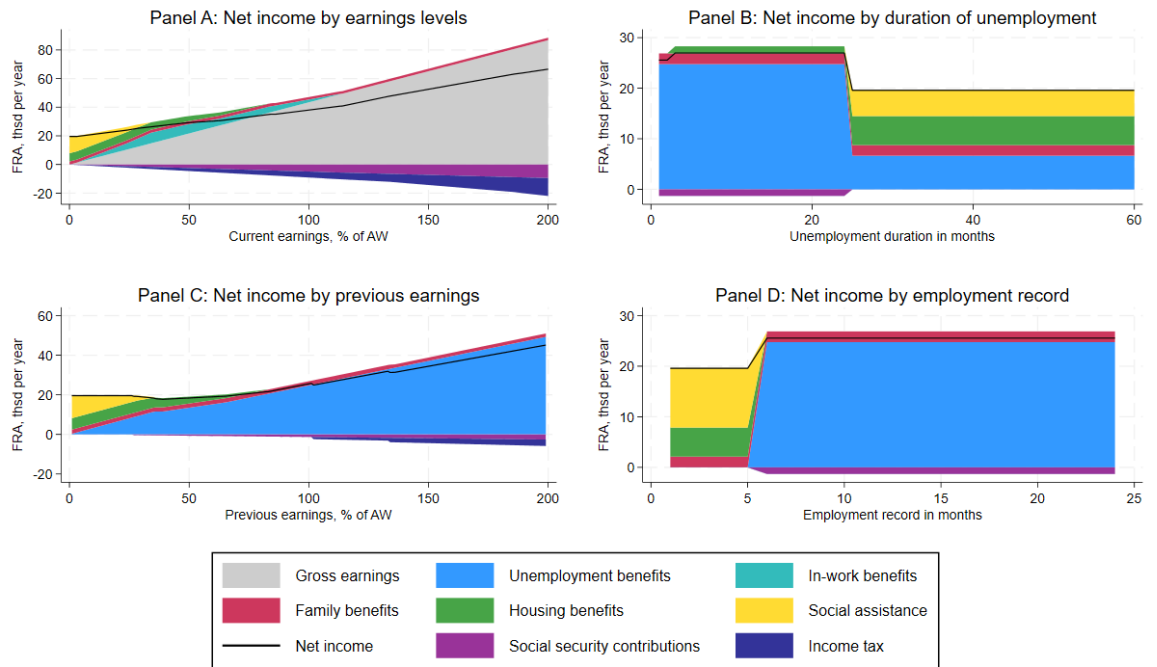 Panel A: Net income by earnings levels
FRA, thsd per year
80
60
40
20
0
-20
0 50 100 150 200
Current earnings, % of AW
Panel B: Net income by duration of unemployment
FRA, thsd per year
30
20
10
0
0 20 40 60
Unemployment duration in months
Panel C: Net income by previous earnings
FRA, thsd per year
60
40
20
0
-20
0 50 100 150 200
Previous earnings, % of AW
Panel D: Net income by employment record
FRA, thsd per year
30
20
10
0
0 5 10 15 20 25
Employment record in months
Gross earnings Unemployment benefits In-work benefits
Family benefits Housing benefits Social assistance
Net income Social security contributions Income tax